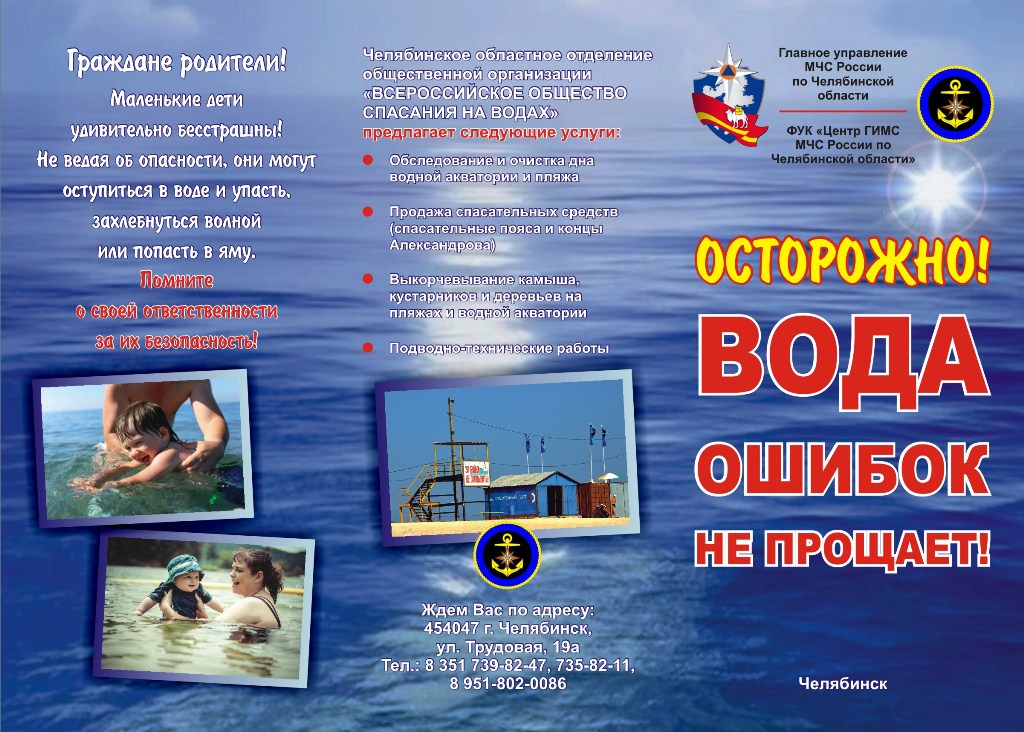 Граждане родители!
Маленькие дети
удивительно бесстрашны!
Не ведая об опасности, они могут
оступиться в воде и упасть,
захлебнуться волной
или попасть в яму.
Помните
о своей ответственности
за их безопасность!
Челябинское областное отделение
общественной организации
«ВСЕРОССИЙСКОЕ ОБЩЕСТВО
СПАСАНИЯ НА ВОДАХ»
предлагает следующие услуги:
Обследование и очистка дна
водной акватории и пляжа
Продажа спасательных средств
(спасательные пояса и концы
Александрова)
Выкорчевывание камыша,
кустарников и деревьев на
пляжах и водной акватории
Подводно-технические работы
Ждем Вас по адресу:
454047 г. Челябинск,
ул. Трудовая, 19а
Тел.: 8 351 739-82-47, 735-82-11,
8 951-802-0086
Главное управление
МЧС России
по Челябинской
области
ФУК «Центр ГИМС
МЧС России по
Челябинской области»
ОСТОРОЖНО!
ВОДА
ОШИБОК
НЕ ПРОЩАЕТ!
Челябинск